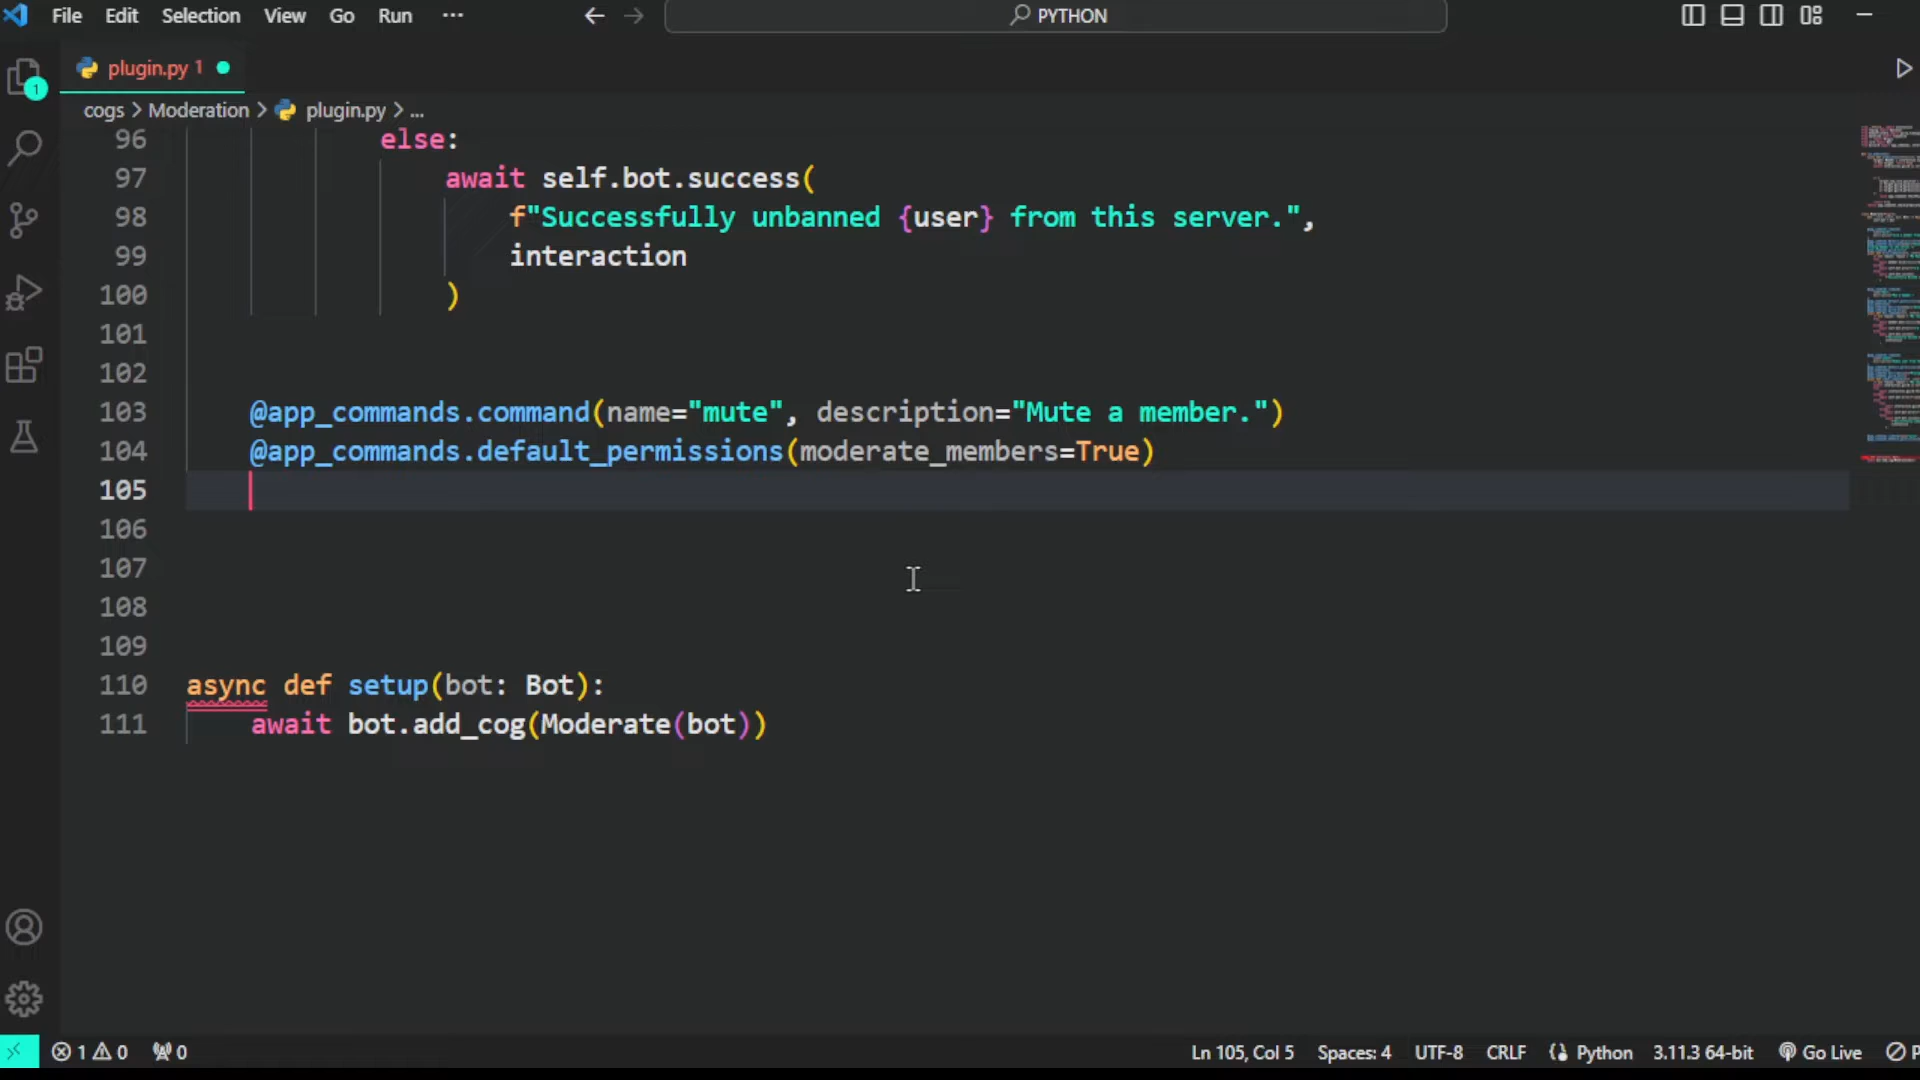 File Edit Selection View Go Run ··· PYTHON
plugin.py 1
1
cogs > Moderation > plugin.py > ...
96 else:
97 await self.bot.success(
98 f"Successfully unbanned {user} from this server.",
99 interaction
100 )
101
102
103 @app_commands.command(name="mute", description="Mute a member.")
104 @app_commands.default_permissions(moderate_members=True)
105
106
107
108
109
110 async def setup(bot: Bot):
111 await bot.add_cog(Moderate(bot))
1 0 0 Ln 105, Col 5 Spaces: 4 UTF-8 CRLF Python 3.11.3 64-bit Go Live